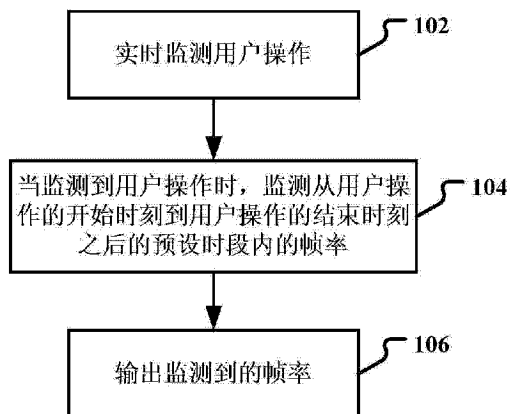 实时监测用户操作
102
当监测到用户操作时，监测从用户操
作的开始时刻到用户操作的结束时刻
之后的预设时段内的帧率
104
输出监测到的帧率
106